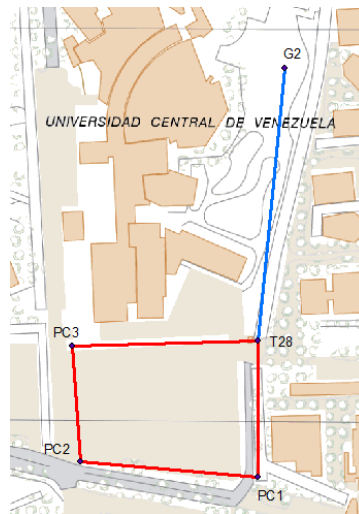 G2
UNIVERSIDAD CENTRAL DE VENEZUELA
PC3
T28
PC2
PC1